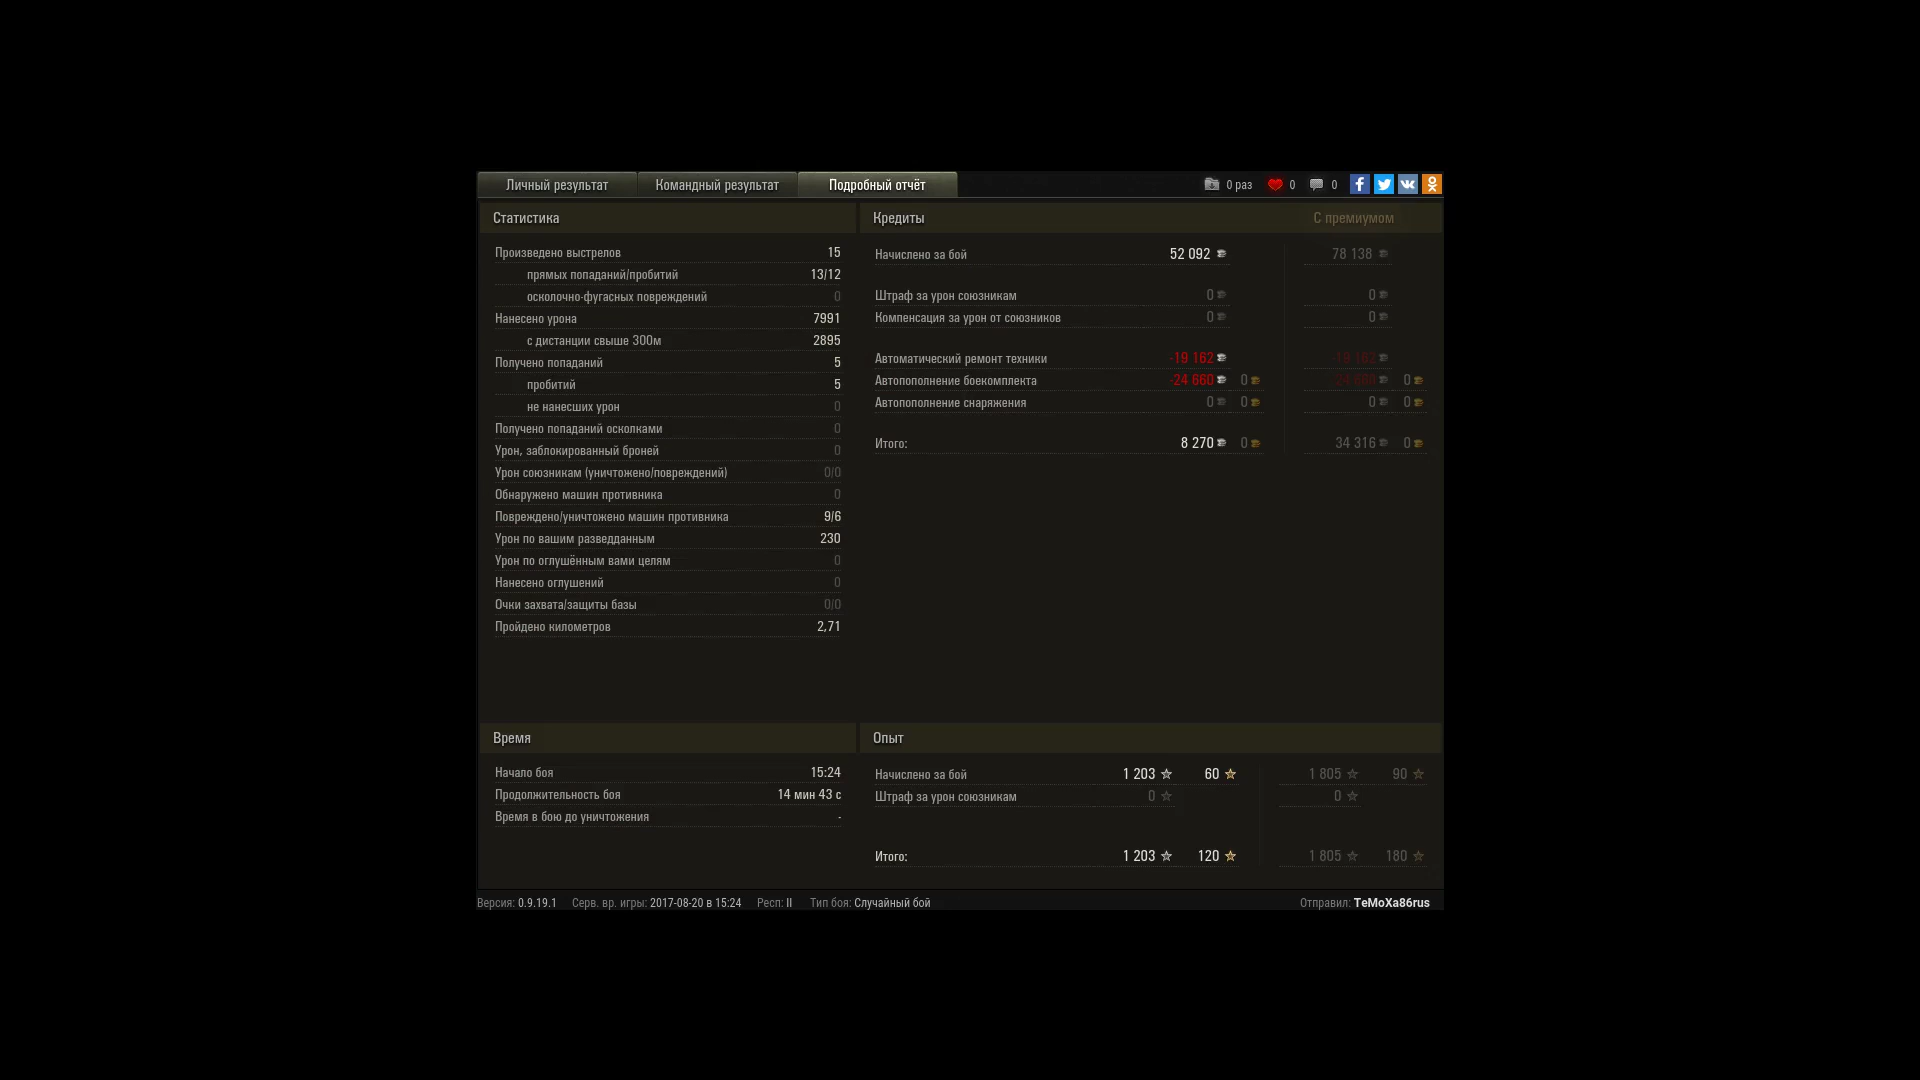 Личный результат Командный результат Подробный отчёт 0 раз 0 0
Статистика
Произведено выстрелов 15
прямых попаданий/пробитий 13/12
осколочно-фугасных повреждений 0
Нанесено урона 7991
с дистанции свыше 300м 2895
Получено попаданий 5
пробитий 5
не нанесших урон 0
Получено попаданий осколками 0
Урон, заблокированный броней 0
Урон союзникам (уничтожено/повреждений) 0/0
Обнаружено машин противника 0
Повреждено/уничтожено машин противника 9/6
Урон по вашим разведданным 230
Урон по оглушённым вами целям 0
Нанесено оглушений 0
Очки захвата/защиты базы 0/0
Пройдено километров 2,71
Кредиты С премиумом
Начислено за бой 52 092 78 138
Штраф за урон союзникам 0 0
Компенсация за урон от союзников 0 0
Автоматический ремонт техники -19 162 -19 162
Автопополнение боекомплекта -24 660 0 -24 660 0
Автопополнение снаряжения 0 0 0 0
Итого: 8 270 0 34 316 0
Время
Начало боя 15:24
Продолжительность боя 14 мин 43 с
Время в бою до уничтожения -
Опыт
Начислено за бой 1 203 60 1 805 90
Штраф за урон союзникам 0 0
Итого: 1 203 120 1 805 180
Версия: 0.9.19.1 Серв. вр. игры: 2017-08-20 в 15:24 Респ: II Тип боя: Случайный бой Отправил: TeMoXa86rus